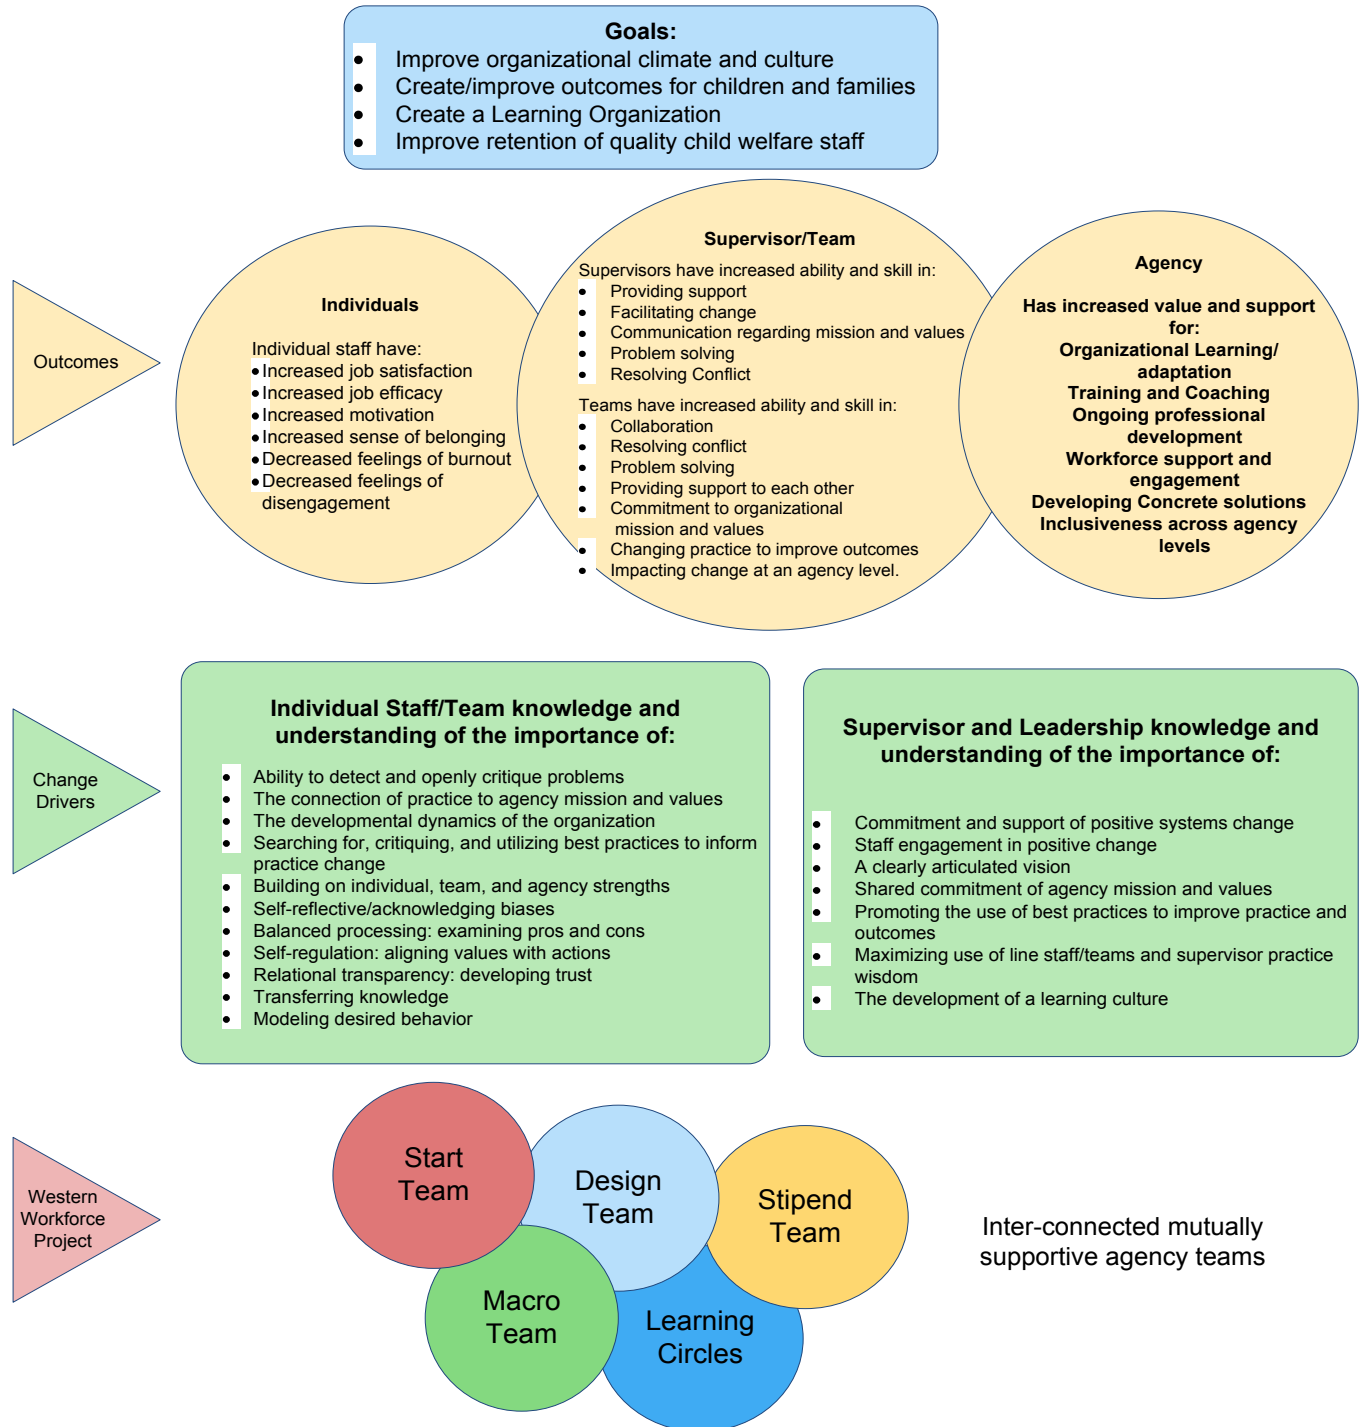 Goals:
• Improve organizational climate and culture
• Create/improve outcomes for children and families
• Create a Learning Organization
• Improve retention of quality child welfare staff
Outcomes
Individuals
Individual staff have:
• Increased job satisfaction
• Increased job efficacy
• Increased motivation
• Increased sense of belonging
• Decreased feelings of burnout
• Decreased feelings of
disengagement
Supervisor/Team
Supervisors have increased ability and skill in:
• Providing support
• Facilitating change
• Communication regarding mission and values
• Problem solving
• Resolving Conflict
Teams have increased ability and skill in:
• Collaboration
• Resolving conflict
• Problem solving
• Providing support to each other
• Commitment to organizational
mission and values
• Changing practice to improve outcomes
• Impacting change at an agency level.
Agency
Has increased value and support
for:
Organizational Learning/
adaptation
Training and Coaching
Ongoing professional
development
Workforce support and
engagement
Developing Concrete solutions
Inclusiveness across agency
levels
Change
Drivers
Individual Staff/Team knowledge and
understanding of the importance of:
• Ability to detect and openly critique problems
• The connection of practice to agency mission and values
• The developmental dynamics of the organization
• Searching for, critiquing, and utilizing best practices to inform
practice change
• Building on individual, team, and agency strengths
• Self-reflective/acknowledging biases
• Balanced processing: examining pros and cons
• Self-regulation: aligning values with actions
• Relational transparency: developing trust
• Transferring knowledge
• Modeling desired behavior
Supervisor and Leadership knowledge and
understanding of the importance of:
• Commitment and support of positive systems change
• Staff engagement in positive change
• A clearly articulated vision
• Shared commitment of agency mission and values
• Promoting the use of best practices to improve practice and
outcomes
• Maximizing use of line staff/teams and supervisor practice
wisdom
• The development of a learning culture
Western
Workforce
Project
Start
Team
Design
Team
Stipend
Team
Macro
Team
Learning
Circles
Inter-connected mutually
supportive agency teams